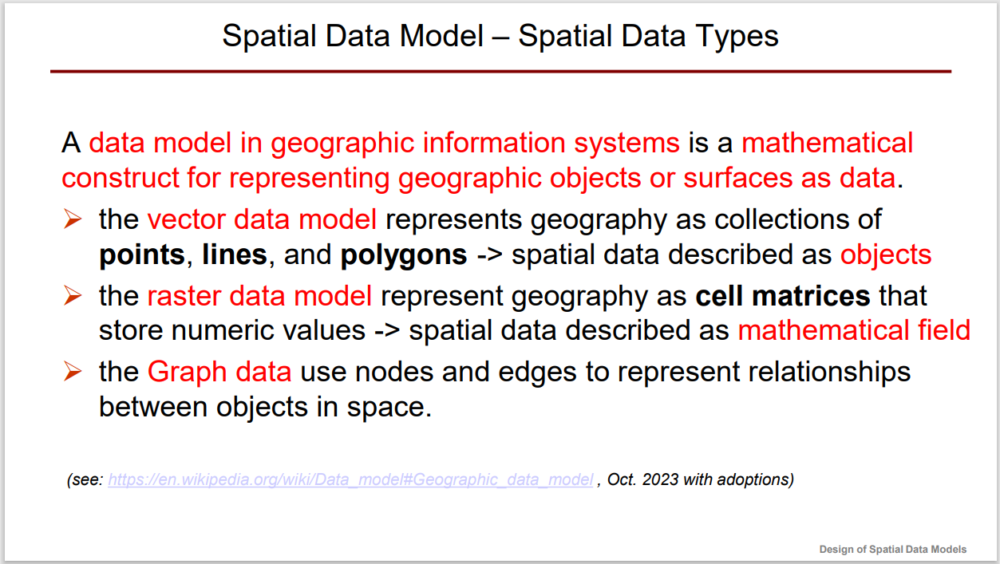 Spatial Data Model – Spatial Data Types
A data model in geographic information systems is a mathematical
construct for representing geographic objects or surfaces as data.
➢ the vector data model represents geography as collections of
points, lines, and polygons -> spatial data described as objects
➢ the raster data model represent geography as cell matrices that
store numeric values -> spatial data described as mathematical field
➢ the Graph data use nodes and edges to represent relationships
between objects in space.
(see: https://en.wikipedia.org/wiki/Data_model#Geographic_data_model , Oct. 2023 with adoptions)
Design of Spatial Data Models